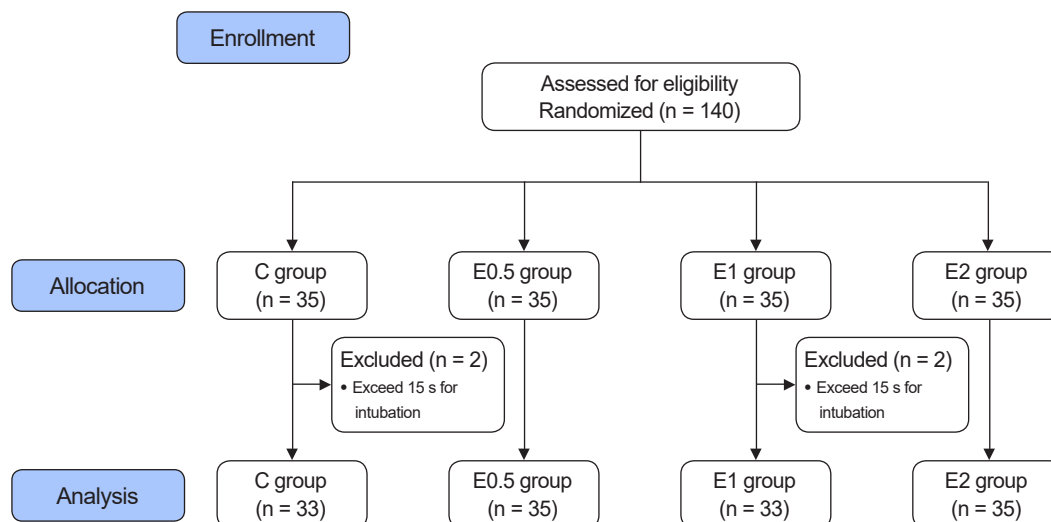 Enrollment
Assessed for eligibility
Randomized (n = 140)
Allocation
C group
(n = 35)
E0.5 group
(n = 35)
E1 group
(n = 35)
E2 group
(n = 35)
Excluded (n = 2)
• Exceed 15 s for
intubation
Excluded (n = 2)
• Exceed 15 s for
intubation
Analysis
C group
(n = 33)
E0.5 group
(n = 35)
E1 group
(n = 33)
E2 group
(n = 35)